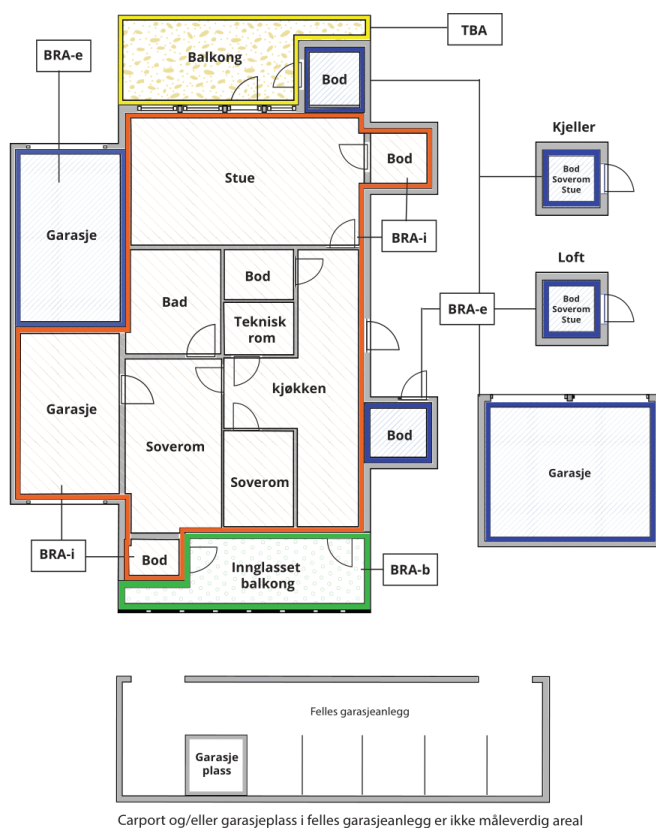 TBA
BRA-e
Balkong
Bod
Kjeller
Bod
Bod
Soverom
Stue
Stue
Garasje
BRA-i
Loft
Bod
Bad
Bod
Soverom
Stue
BRA-e
Teknisk
rom
kjøkken
Garasje
Bod
Soverom
Garasje
Soverom
BRA-i
Bod
Innglasset
balkong
BRA-b
Felles garasjeanlegg
Garasje
plass
Carport og/eller garasjeplass i felles garasjeanlegg er ikke måleverdig areal